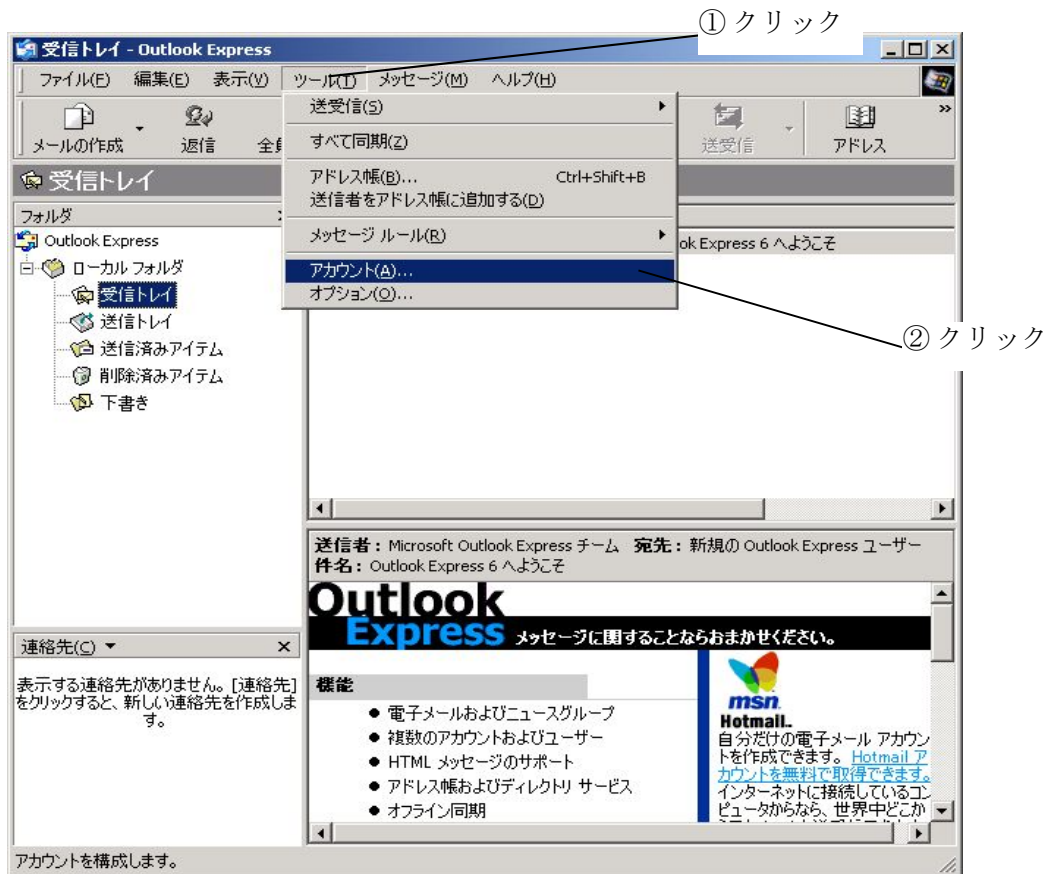 ① クリック
受信トレイ - Outlook Express
ファイル(F) 編集(E) 表示(V) ツール(T) メッセージ(M) ヘルプ(H)
メールの作成 返信 全員 送受信 アドレス »
受信トレイ
送受信(S)
すべて同期(Z)
アドレス帳(B)... Ctrl+Shift+B
送信者をアドレス帳に追加する(D)
メッセージ ルール(R)
アカウント(A)...
オプション(O)...
② クリック
フォルダ
Outlook Express
ローカル フォルダ
受信トレイ
送信トレイ
送信済みアイテム
削除済みアイテム
下書き
ok Express 6 へようこそ
送信者： Microsoft Outlook Express チーム 宛先： 新規の Outlook Express ユーザー
件名： Outlook Express 6 へようこそ
Outlook
Express メッセージに関することならおまかせください。
機能
● 電子メールおよびニュースグループ
● 複数のアカウントおよびユーザー
● HTML メッセージのサポート
● アドレス帳およびディレクトリ サービス
● オフライン同期
msn
Hotmail.
自分だけの電子メール アカウン
トを作成できます。 Hotmail ア
カウントを無料で取得できます。
インターネットに接続しているコン
ピュータからなら、世界中どこか
連絡先(C) ▼ ×
表示する連絡先がありません。[連絡先]
をクリックすると、新しい連絡先を作成しま
す。
アカウントを構成します。